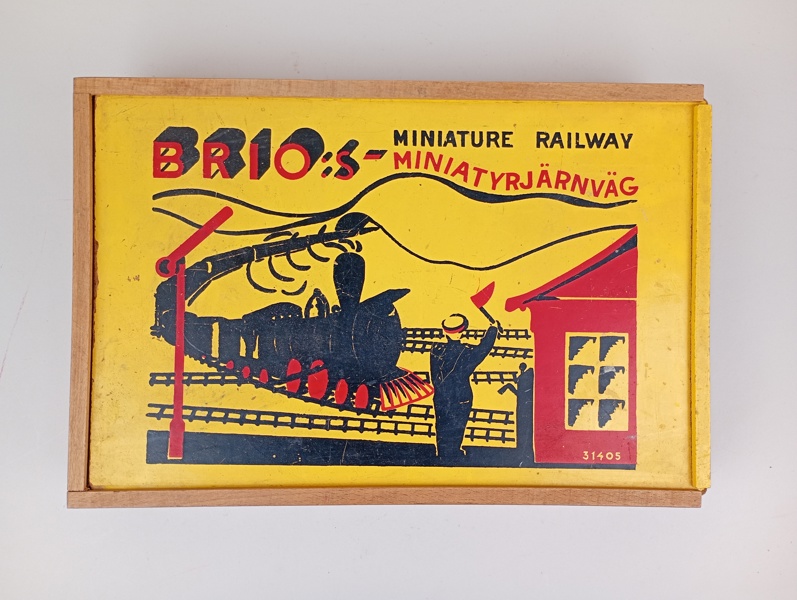 BRIO:s- MINIATURE RAILWAY
MINIATYRJÄRNVÄG
31405